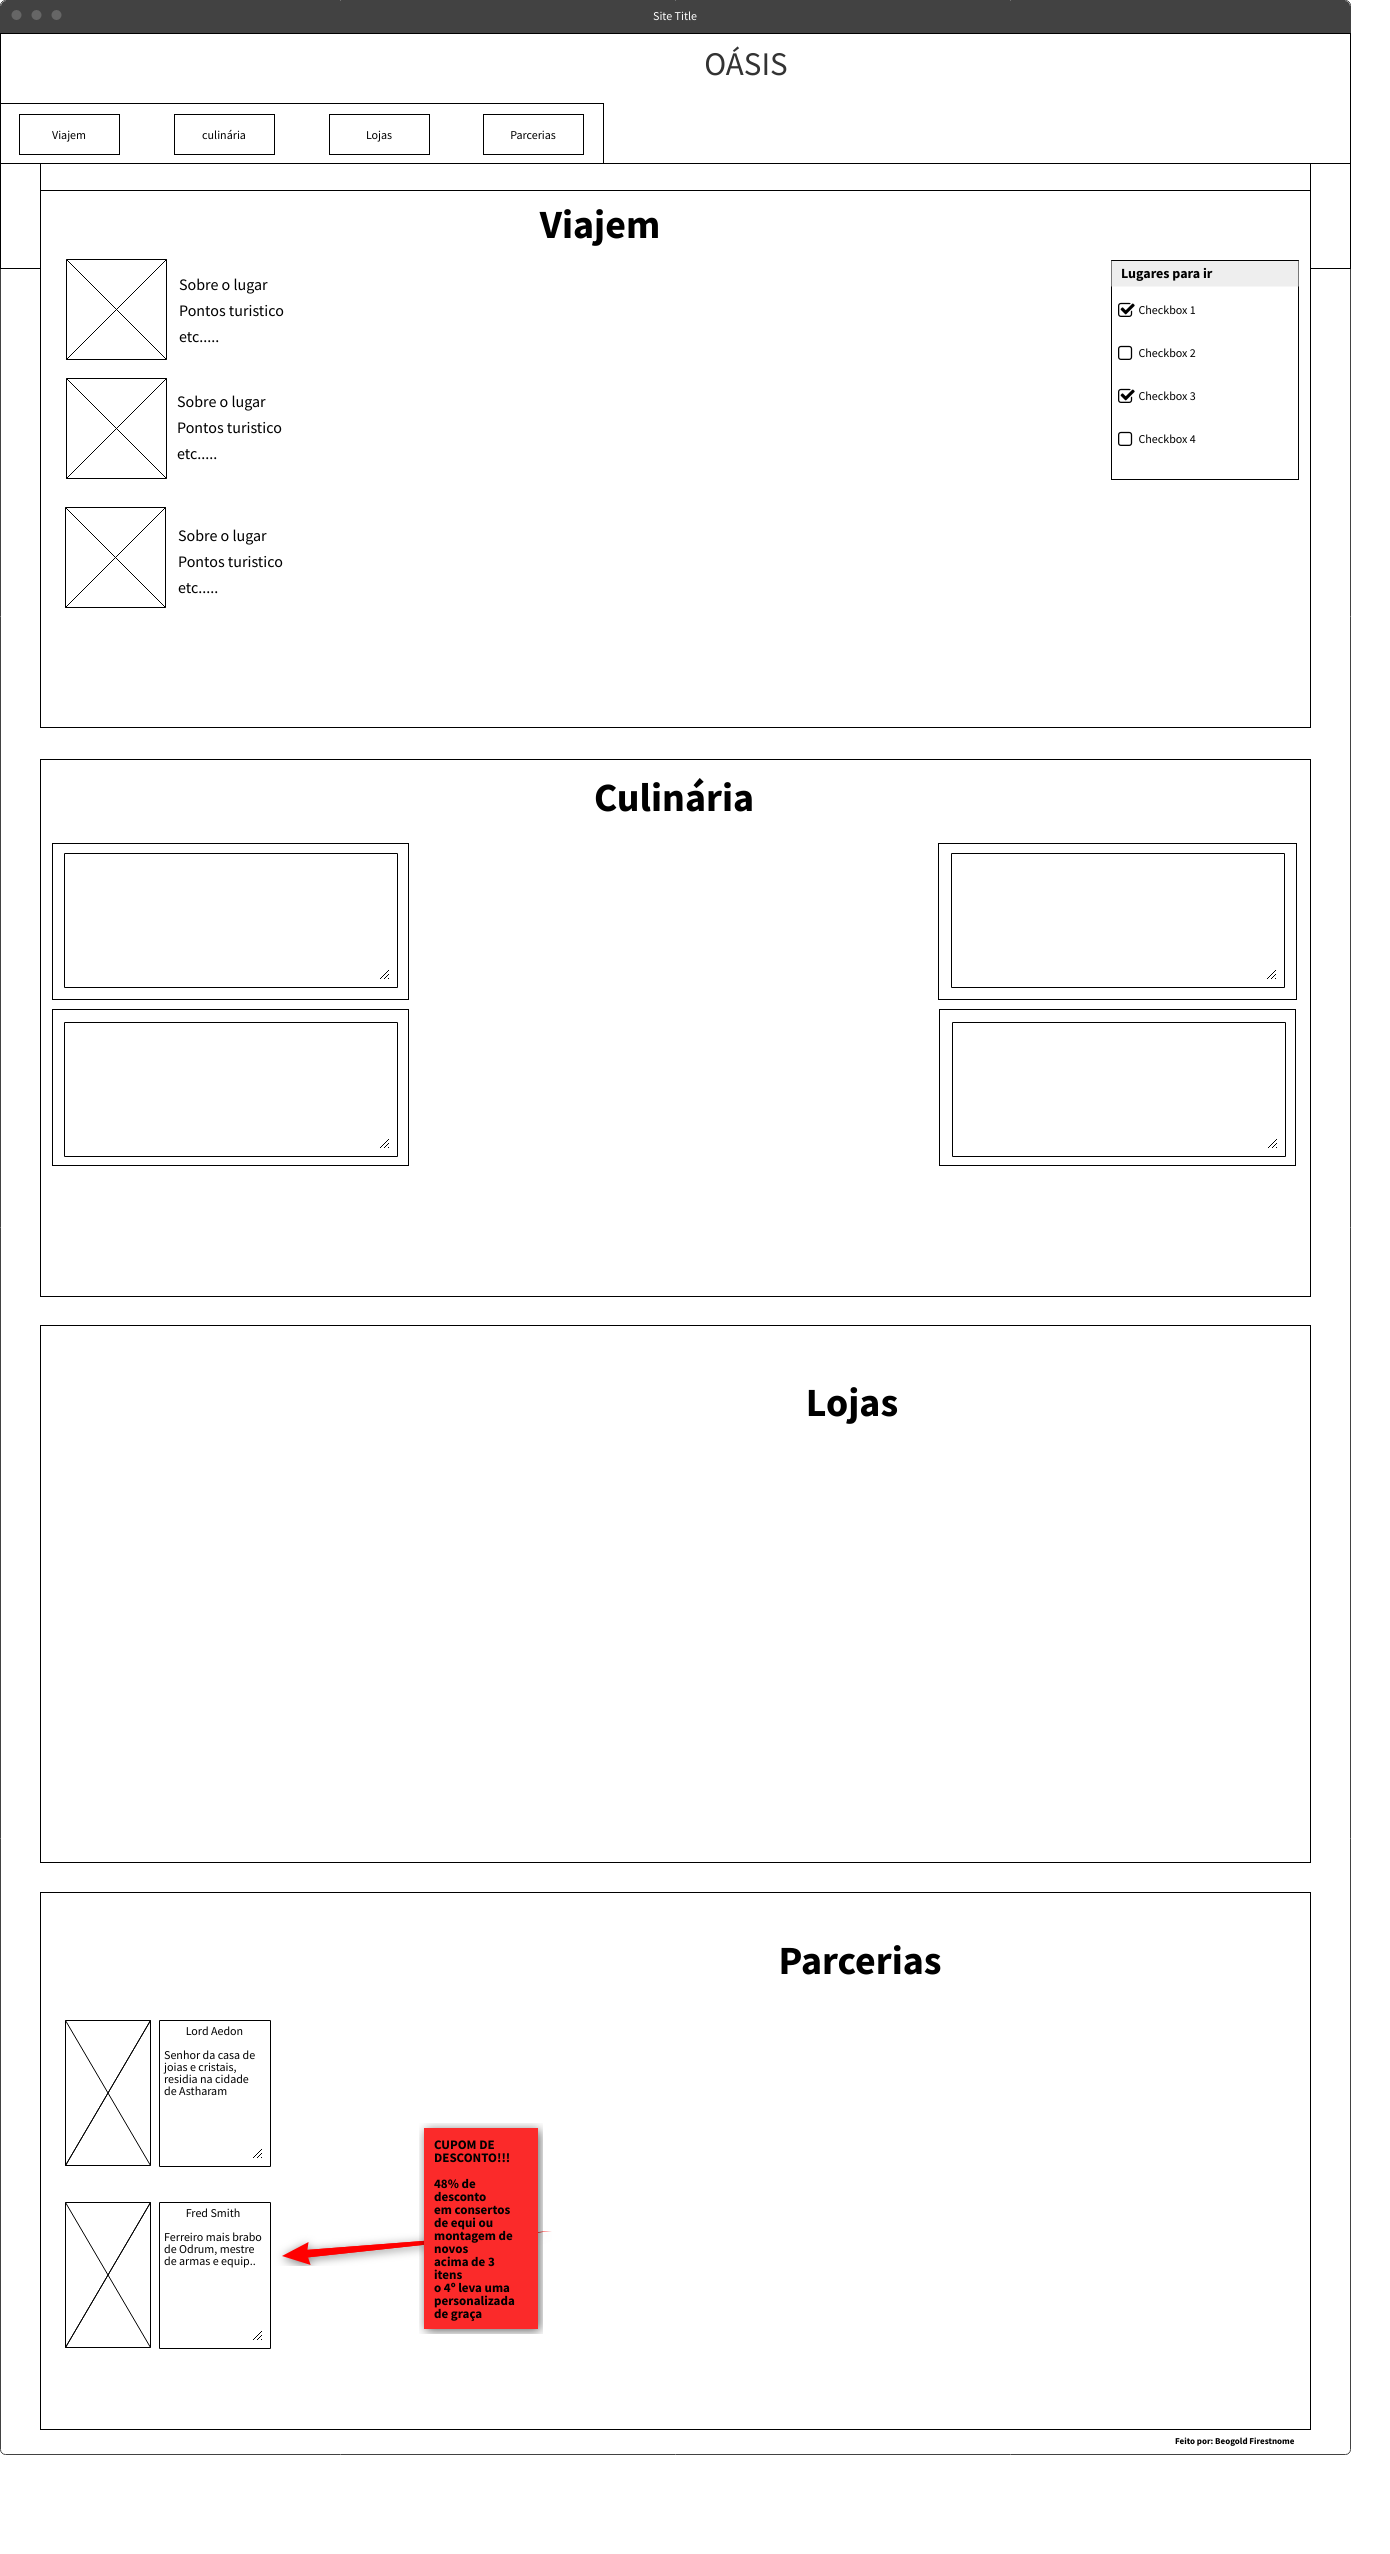 Site Title
OÁSIS
Viajem
culinária
Lojas
Parcerias
Viajem
Sobre o lugar
Pontos turistico
etc.....
Sobre o lugar
Pontos turistico
etc.....
Sobre o lugar
Pontos turistico
etc.....
Lugares para ir
Checkbox 1
Checkbox 2
Checkbox 3
Checkbox 4
Culinária
Lojas
Parcerias
Lord Aedon
Senhor da casa de
joias e cristais,
residia na cidade
de Astharam
Fred Smith
Ferreiro mais brabo
de Odrum, mestre
de armas e equip..
CUPOM DE
DESCONTO!!!
48% de
desconto
em consertos
de equi ou
montagem de
novos
acima de 3
itens
o 4º leva uma
personalizada
de graça
Feito por: Beogold Firestnome